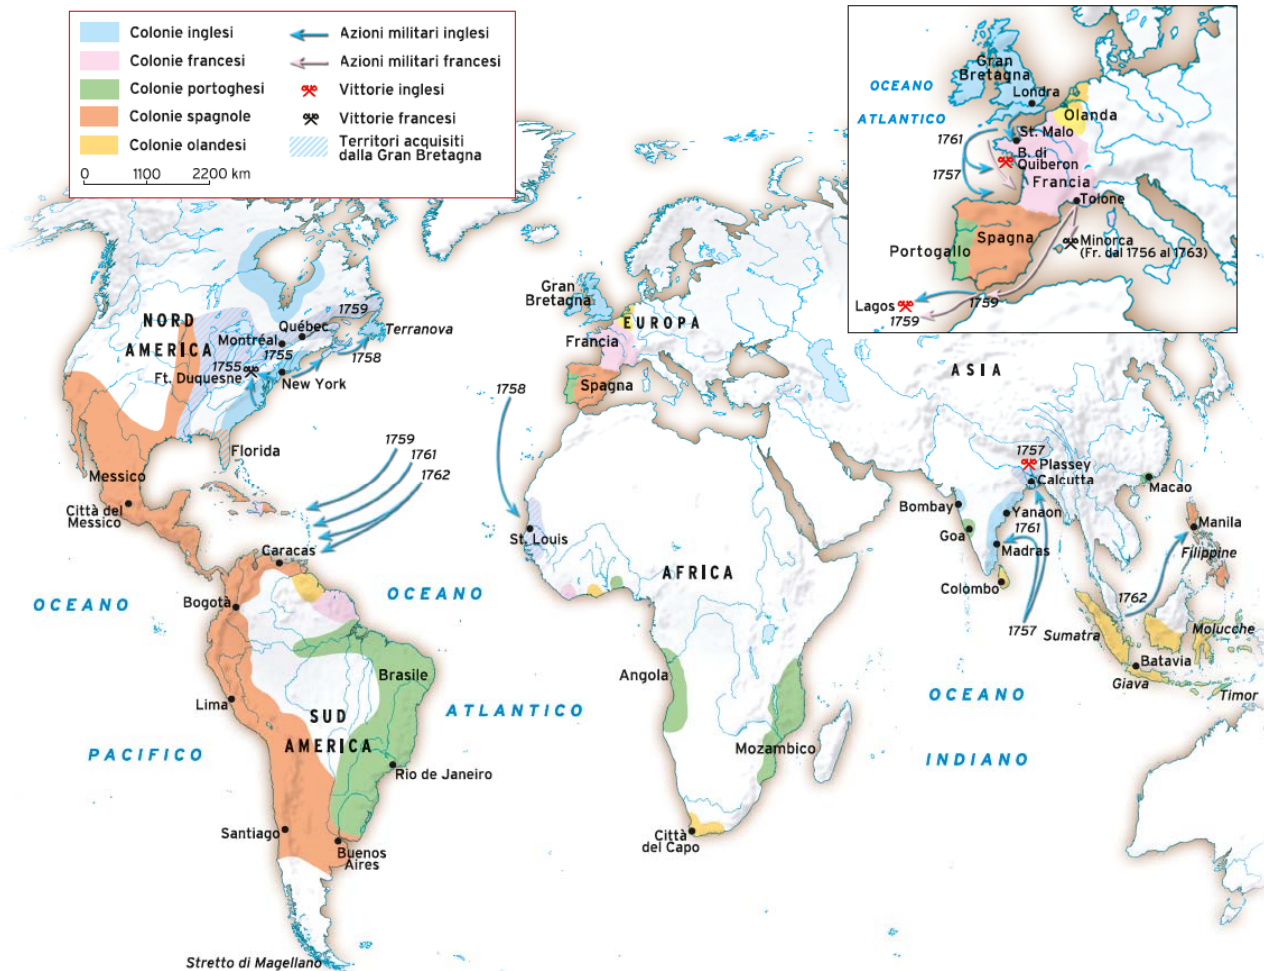 Colonie inglesi
Colonie francesi
Colonie portoghesi
Colonie spagnole
Colonie olandesi
0 1100 2200 km
Azioni militari inglesi
Azioni militari francesi
Vittorie inglesi
Vittorie francesi
Territori acquisiti
dalla Gran Bretagna
OCEANO
ATLANTICO
Gran
Bretagna
Londra
Olanda
1761
St. Malo
B. di
Quiberon
1757
Francia
Tolone
Spagna
Portogallo
Minorca
(Fr. dal 1756 al 1763)
Lagos
1759
1759
NORD
AMERICA
1759
Québec
Terranova
Montréal
1755
1758
1755
Ft. Duquesne
New York
Florida
Messico
Città del
Messico
1759
1761
1762
Caracas
Bogotà
OCEANO
PACIFICO
Lima
SUD
AMERICA
Brasile
Rio de Janeiro
Santiago
Buenos
Aires
Stretto di Magellano
OCEANO
ATLANTICO
Gran
Bretagna
EUROPA
Francia
Spagna
1758
St. Louis
AFRICA
Angola
Mozambico
Città
del Capo
ASIA
1757
Plassey
Calcutta
Macao
Bombay
Yanaon
1761
Goa
Madras
Manila
Filippine
Colombo
1762
1757
Sumatra
Molucche
Batavia
Giava
Timor
OCEANO
INDIANO